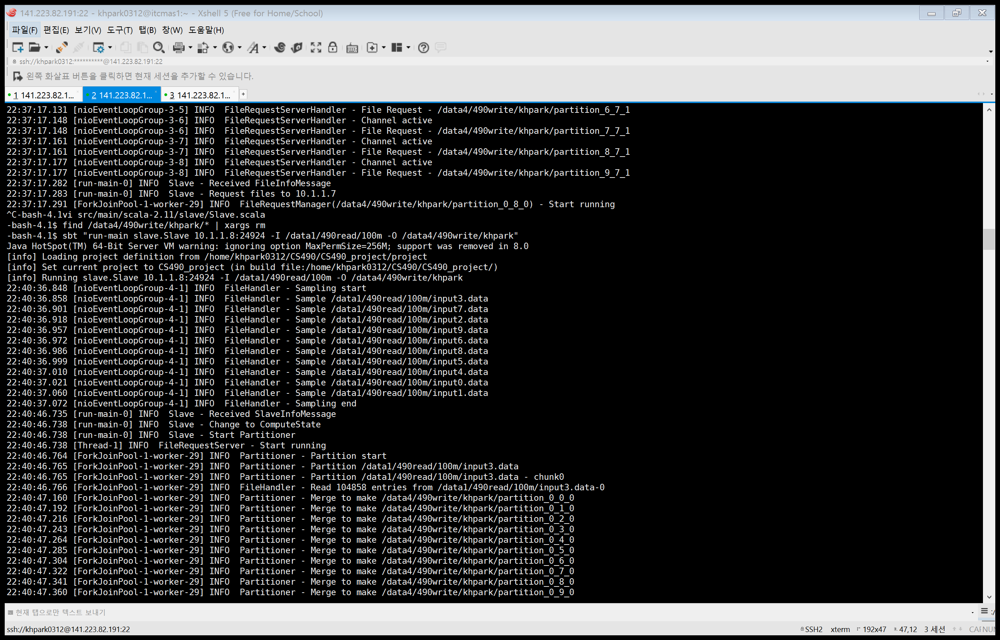 141.223.82.191:22 - khpark0312@itcmas1:~ - Xshell 5 (Free for Home/School)
파일(F) 편집(E) 보기(V) 도구(T) 탭(B) 창(W) 도움말(H)
ssh://khpark0312:**********@141.223.82.191:22
왼쪽 화살표 버튼을 클릭하면 현재 세션을 추가할 수 있습니다.
1 141.223.82.1... 2 141.223.82.1... 3 141.223.82.1... +
22:37:17.131 [nioEventLoopGroup-3-5] INFO  FileRequestServerHandler - File Request - /data4/490write/khpark/partition_6_7_1
22:37:17.148 [nioEventLoopGroup-3-6] INFO  FileRequestServerHandler - Channel active
22:37:17.148 [nioEventLoopGroup-3-6] INFO  FileRequestServerHandler - File Request - /data4/490write/khpark/partition_7_7_1
22:37:17.161 [nioEventLoopGroup-3-7] INFO  FileRequestServerHandler - Channel active
22:37:17.161 [nioEventLoopGroup-3-7] INFO  FileRequestServerHandler - File Request - /data4/490write/khpark/partition_8_7_1
22:37:17.177 [nioEventLoopGroup-3-8] INFO  FileRequestServerHandler - Channel active
22:37:17.177 [nioEventLoopGroup-3-8] INFO  FileRequestServerHandler - File Request - /data4/490write/khpark/partition_9_7_1
22:37:17.282 [run-main-0] INFO  Slave - Received FileInfoMessage
22:37:17.283 [run-main-0] INFO  Slave - Request files to 10.1.1.7
22:37:17.291 [ForkJoinPool-1-worker-29] INFO  FileRequestManager(/data4/490write/khpark/partition_0_8_0) - Start running
^C-bash-4.1vi src/main/scala-2.11/slave/Slave.scala
-bash-4.1$ find /data4/490write/khpark/* | xargs rm
-bash-4.1$ sbt "run-main slave.Slave 10.1.1.8:24924 -I /data1/490read/100m -O /data4/490write/khpark"
Java HotSpot(TM) 64-Bit Server VM warning: ignoring option MaxPermSize=256M; support was removed in 8.0
[info] Loading project definition from /home/khpark0312/CS490/CS490_project/project
[info] Set current project to CS490_project (in build file:/home/khpark0312/CS490/CS490_project/)
[info] Running slave.Slave 10.1.1.8:24924 -I /data1/490read/100m -O /data4/490write/khpark
22:40:36.848 [nioEventLoopGroup-4-1] INFO  FileHandler - Sampling start
22:40:36.858 [nioEventLoopGroup-4-1] INFO  FileHandler - Sample /data1/490read/100m/input3.data
22:40:36.901 [nioEventLoopGroup-4-1] INFO  FileHandler - Sample /data1/490read/100m/input7.data
22:40:36.918 [nioEventLoopGroup-4-1] INFO  FileHandler - Sample /data1/490read/100m/input2.data
22:40:36.957 [nioEventLoopGroup-4-1] INFO  FileHandler - Sample /data1/490read/100m/input9.data
22:40:36.972 [nioEventLoopGroup-4-1] INFO  FileHandler - Sample /data1/490read/100m/input6.data
22:40:36.986 [nioEventLoopGroup-4-1] INFO  FileHandler - Sample /data1/490read/100m/input8.data
22:40:36.999 [nioEventLoopGroup-4-1] INFO  FileHandler - Sample /data1/490read/100m/input5.data
22:40:37.010 [nioEventLoopGroup-4-1] INFO  FileHandler - Sample /data1/490read/100m/input4.data
22:40:37.021 [nioEventLoopGroup-4-1] INFO  FileHandler - Sample /data1/490read/100m/input0.data
22:40:37.060 [nioEventLoopGroup-4-1] INFO  FileHandler - Sample /data1/490read/100m/input1.data
22:40:37.072 [nioEventLoopGroup-4-1] INFO  FileHandler - Sampling end
22:40:46.735 [run-main-0] INFO  Slave - Received SlaveInfoMessage
22:40:46.738 [run-main-0] INFO  Slave - Change to ComputeState
22:40:46.738 [run-main-0] INFO  Slave - Start Partitioner
22:40:46.738 [Thread-1] INFO  FileRequestServer - Start running
22:40:46.764 [ForkJoinPool-1-worker-29] INFO  Partitioner - Partition start
22:40:46.765 [ForkJoinPool-1-worker-29] INFO  Partitioner - Partition /data1/490read/100m/input3.data
22:40:46.765 [ForkJoinPool-1-worker-29] INFO  Partitioner - Partition /data1/490read/100m/input3.data - chunk0
22:40:46.766 [ForkJoinPool-1-worker-29] INFO  FileHandler - Read 104858 entries from /data1/490read/100m/input3.data-0
22:40:47.160 [ForkJoinPool-1-worker-29] INFO  Partitioner - Merge to make /data4/490write/khpark/partition_0_0_0
22:40:47.192 [ForkJoinPool-1-worker-29] INFO  Partitioner - Merge to make /data4/490write/khpark/partition_0_1_0
22:40:47.216 [ForkJoinPool-1-worker-29] INFO  Partitioner - Merge to make /data4/490write/khpark/partition_0_2_0
22:40:47.243 [ForkJoinPool-1-worker-29] INFO  Partitioner - Merge to make /data4/490write/khpark/partition_0_3_0
22:40:47.264 [ForkJoinPool-1-worker-29] INFO  Partitioner - Merge to make /data4/490write/khpark/partition_0_4_0
22:40:47.285 [ForkJoinPool-1-worker-29] INFO  Partitioner - Merge to make /data4/490write/khpark/partition_0_5_0
22:40:47.304 [ForkJoinPool-1-worker-29] INFO  Partitioner - Merge to make /data4/490write/khpark/partition_0_6_0
22:40:47.322 [ForkJoinPool-1-worker-29] INFO  Partitioner - Merge to make /data4/490write/khpark/partition_0_7_0
22:40:47.341 [ForkJoinPool-1-worker-29] INFO  Partitioner - Merge to make /data4/490write/khpark/partition_0_8_0
22:40:47.360 [ForkJoinPool-1-worker-29] INFO  Partitioner - Merge to make /data4/490write/khpark/partition_0_9_0
현재 탭으로만 텍스트 보내기
ssh://khpark0312@141.223.82.191:22 SSH2 xterm 192x47 47,12 3 세션